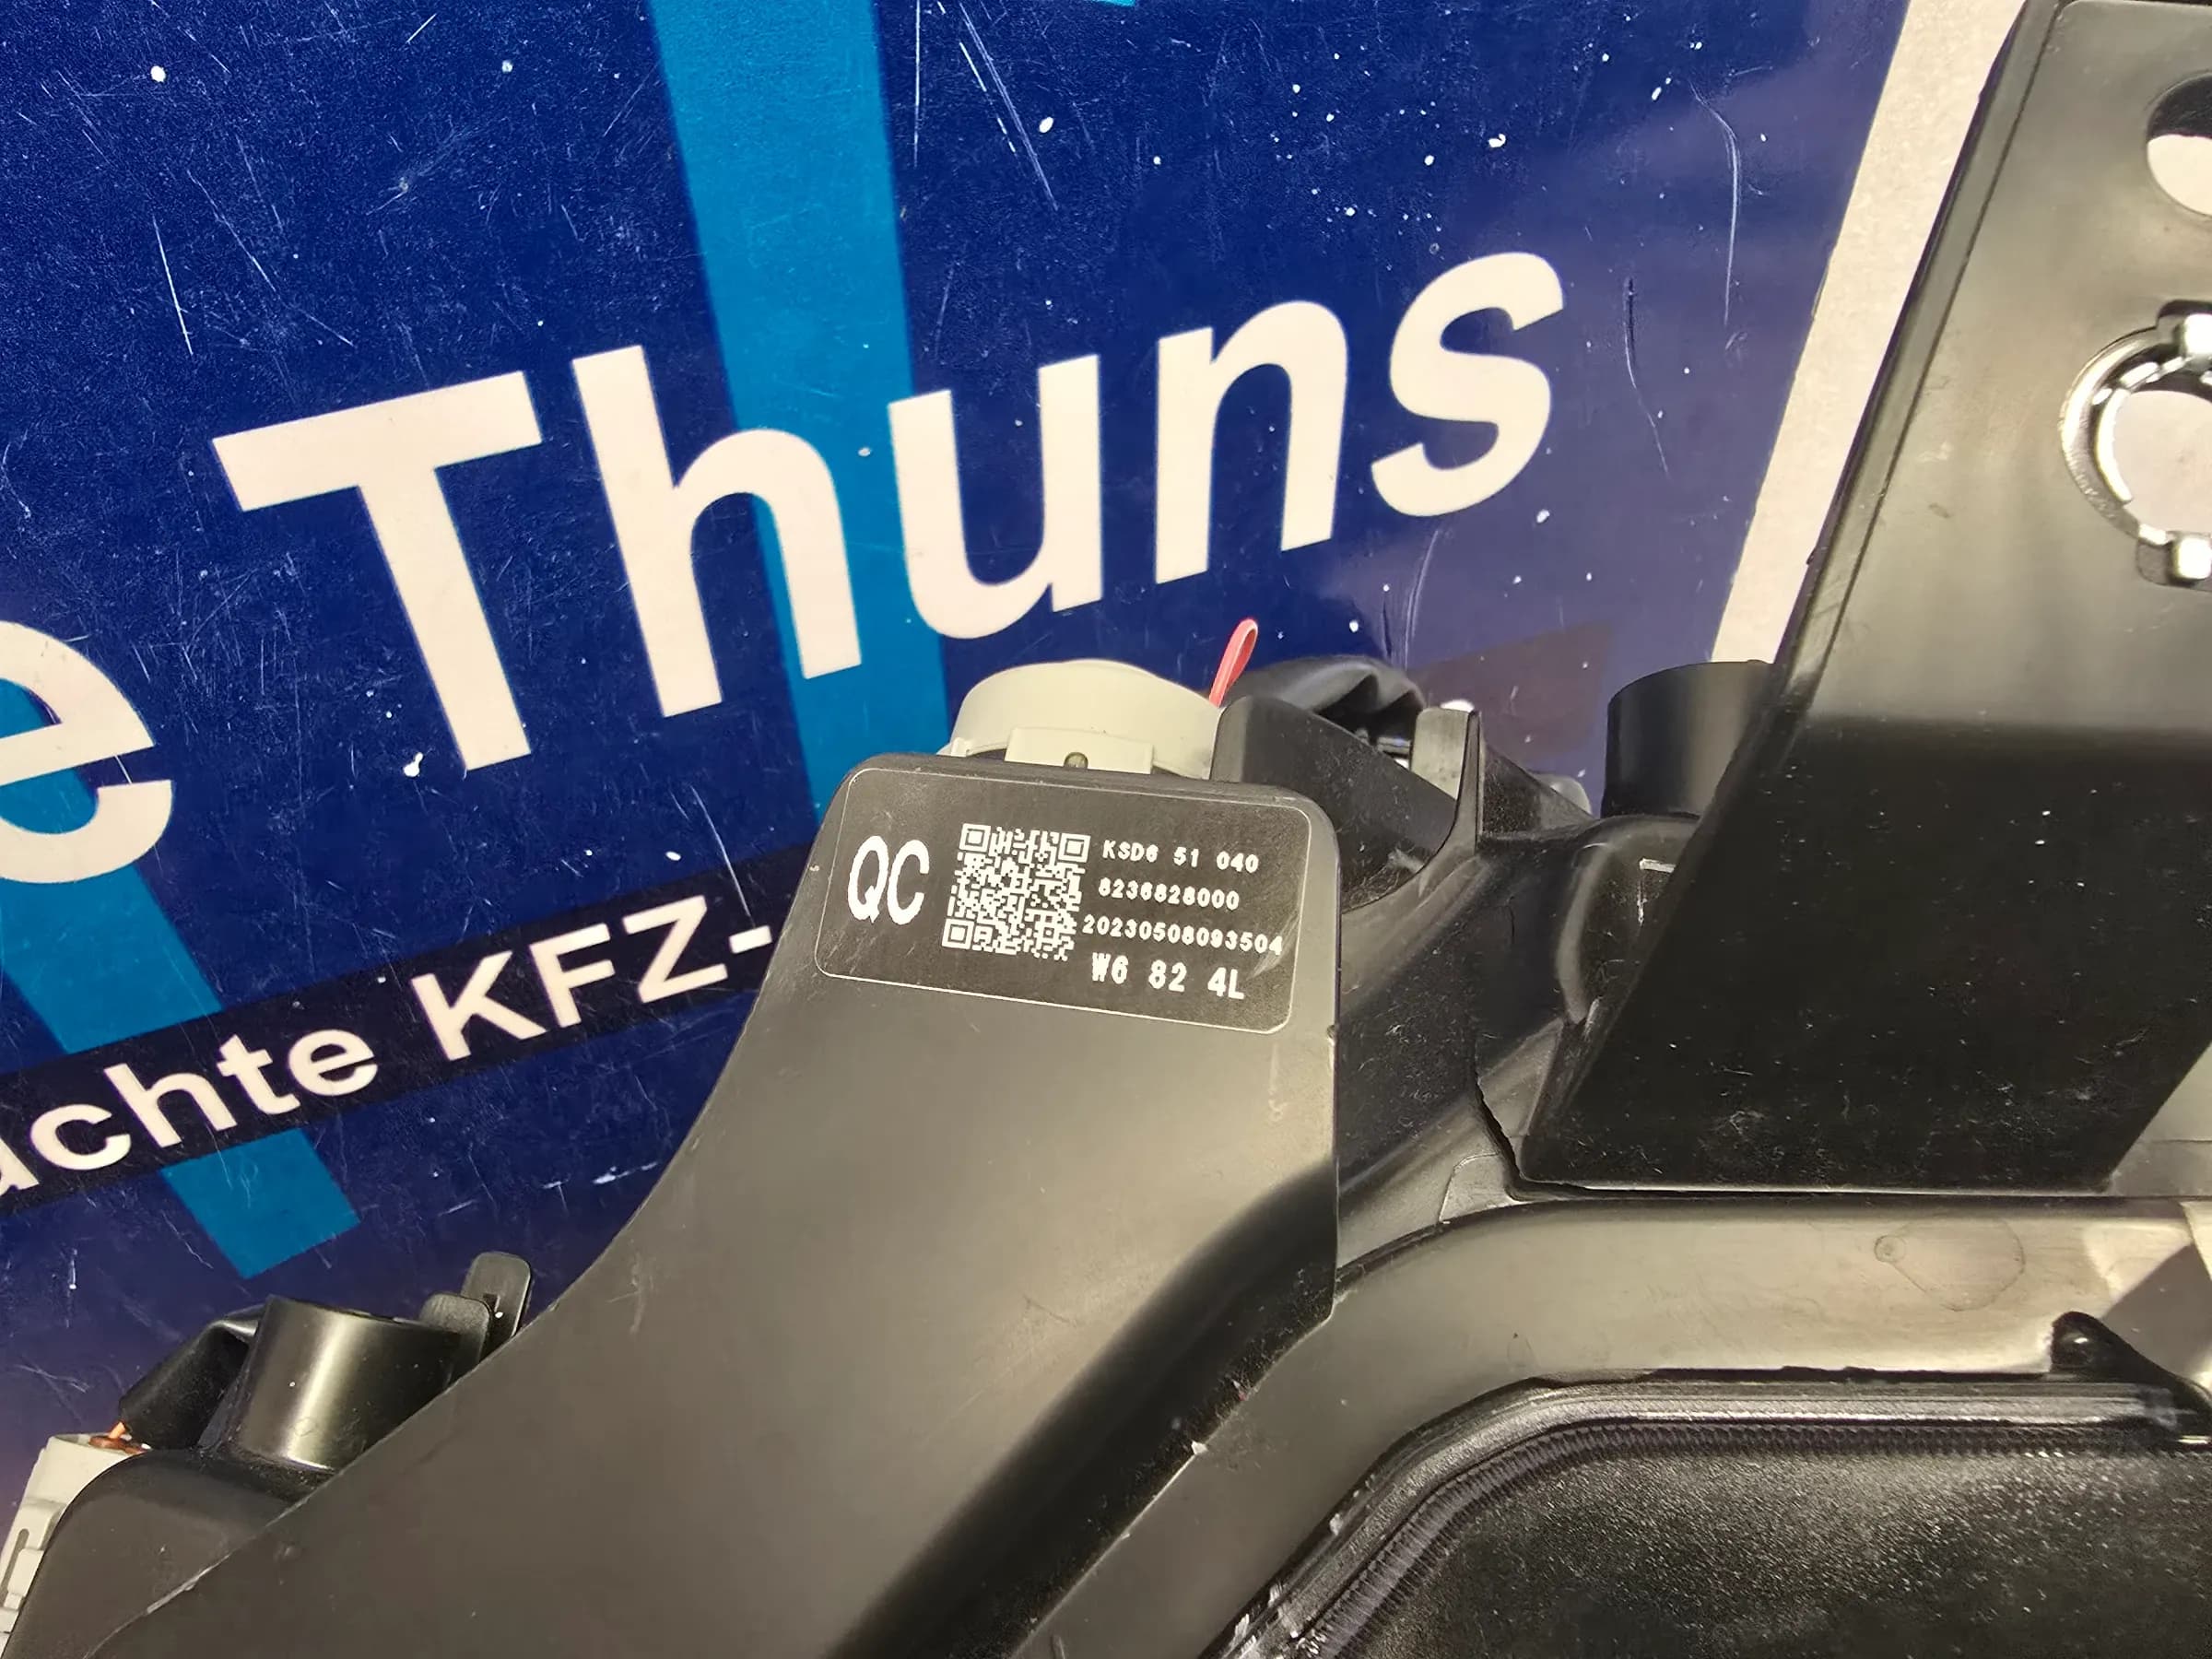 e Thuns
achte KFZ-
QC
KSD6 51 040
8236828000
20230508093504
W6 82 4L